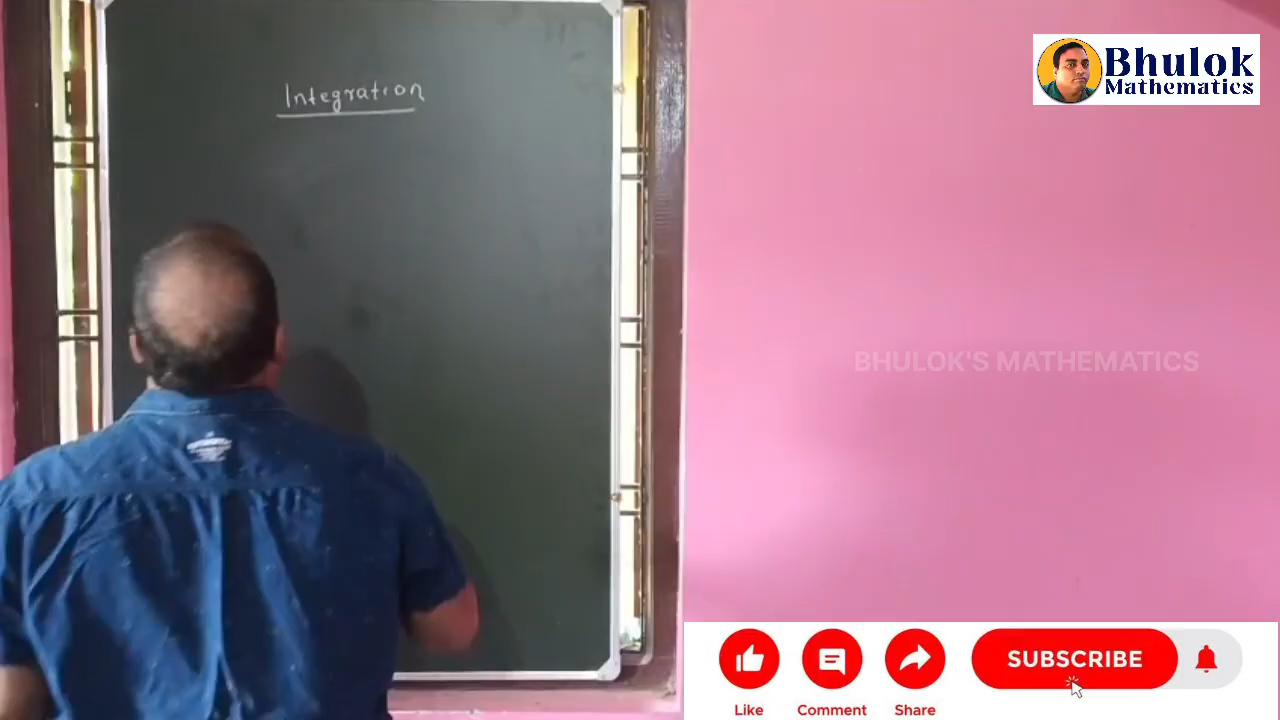 Integration
Bhulok
Mathematics
BHULOK'S MATHEMATICS
SUBSCRIBE
Like
Comment
Share